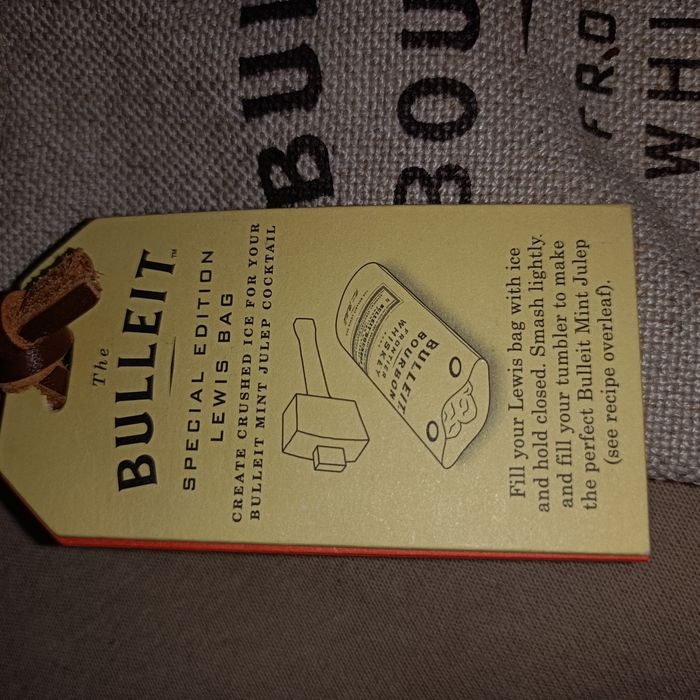 The
BULLEIT™
SPECIAL EDITION
LEWIS BAG
CREATE CRUSHED ICE FOR YOUR
BULLEIT MINT JULEP COCKTAIL
BULLEIT
BOURBON
FRONTIER
WHISKEY
Fill your Lewis bag with ice
and hold closed. Smash lightly.
and fill your tumbler to make
the perfect Bulleit Mint Julep
(see recipe overleaf).
BUL
BOU
FRO
WHI